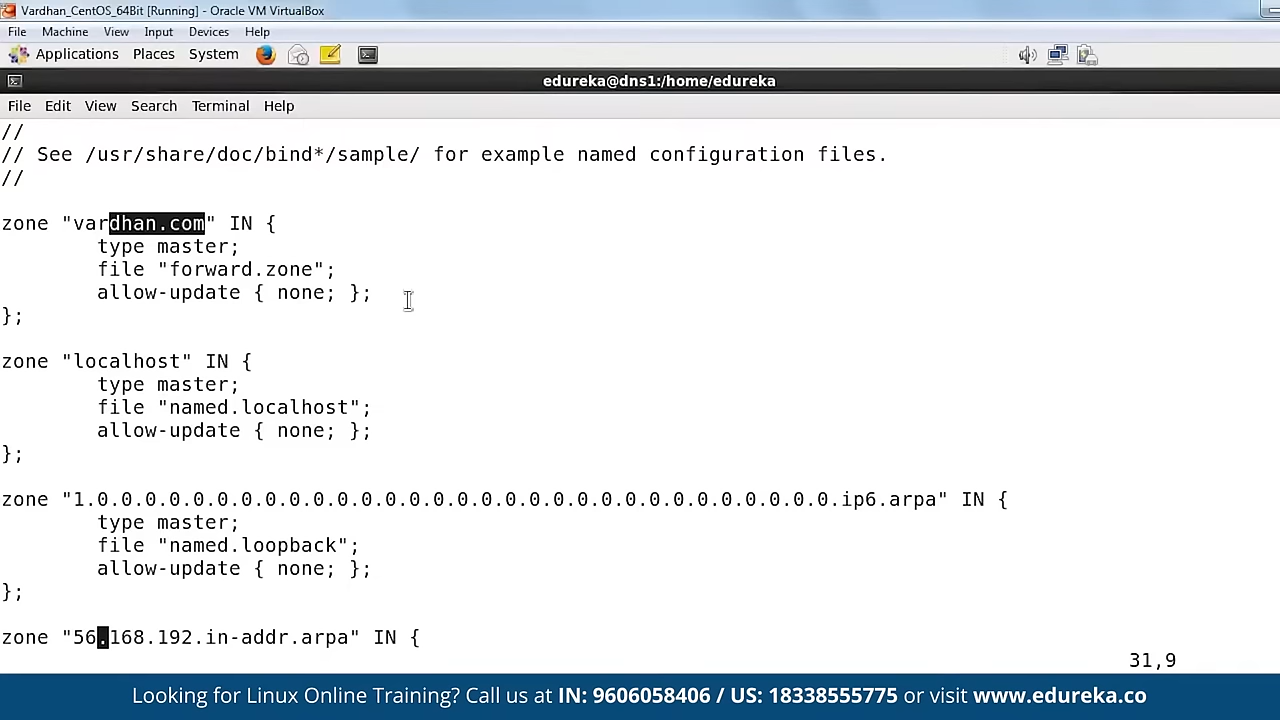 Vardhan_CentOS_64Bit [Running] - Oracle VM VirtualBox
File Machine View Input Devices Help
Applications Places System
edureka@dns1:/home/edureka
File Edit View Search Terminal Help
//
// See /usr/share/doc/bind*/sample/ for example named configuration files.
//
zone "vardhan.com" IN {
type master;
file "forward.zone";
allow-update { none; };
};
zone "localhost" IN {
type master;
file "named.localhost";
allow-update { none; };
};
zone "1.0.0.0.0.0.0.0.0.0.0.0.0.0.0.0.0.0.0.0.0.0.0.0.0.0.0.0.0.0.0.0.ip6.arpa" IN {
type master;
file "named.loopback";
allow-update { none; };
};
zone "56.168.192.in-addr.arpa" IN {
31,9
Looking for Linux Online Training? Call us at IN: 9606058406 / US: 18338555775 or visit www.edureka.co